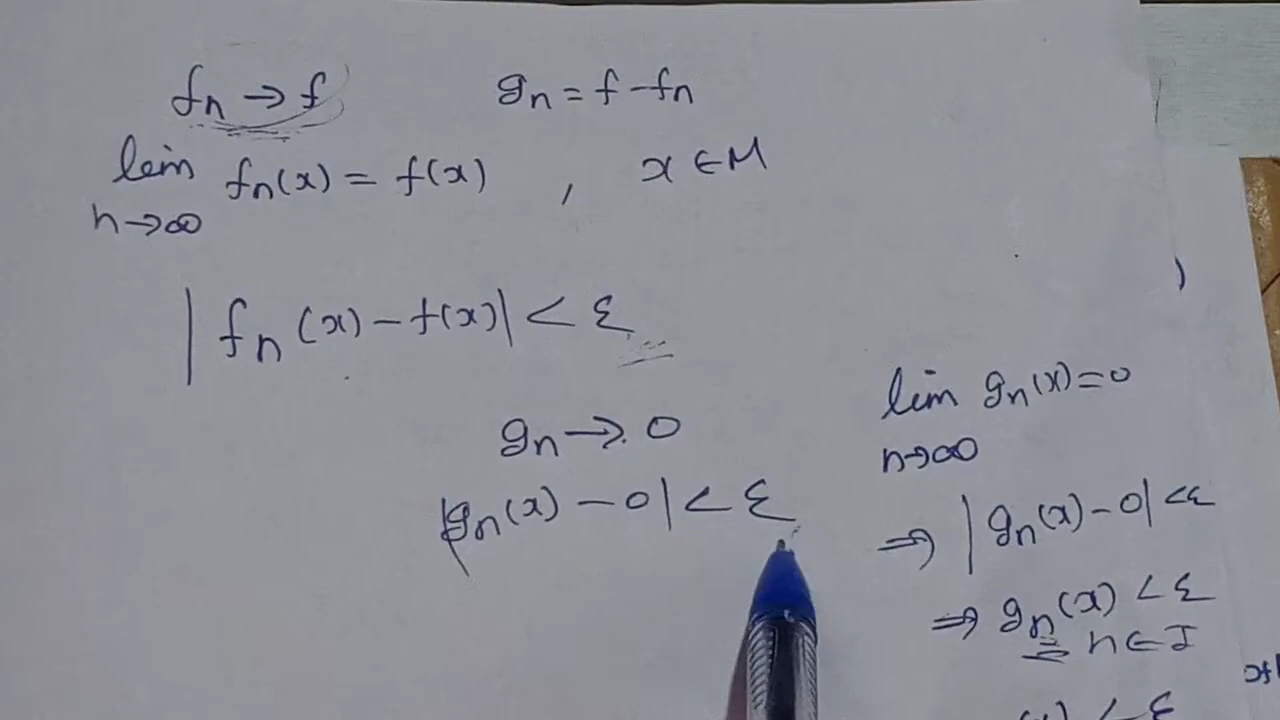 fn → f    gn = f - fn
lim fn(x) = f(x) , x ∈ M
n→∞
|fn(x) - f(x)| < ε
gn → 0
|gn(x) - 0| < ε
lim gn(x) = 0
n→∞
⇒ |gn(x) - 0| < ε
⇒ gn(x) < ε
n ∈ I